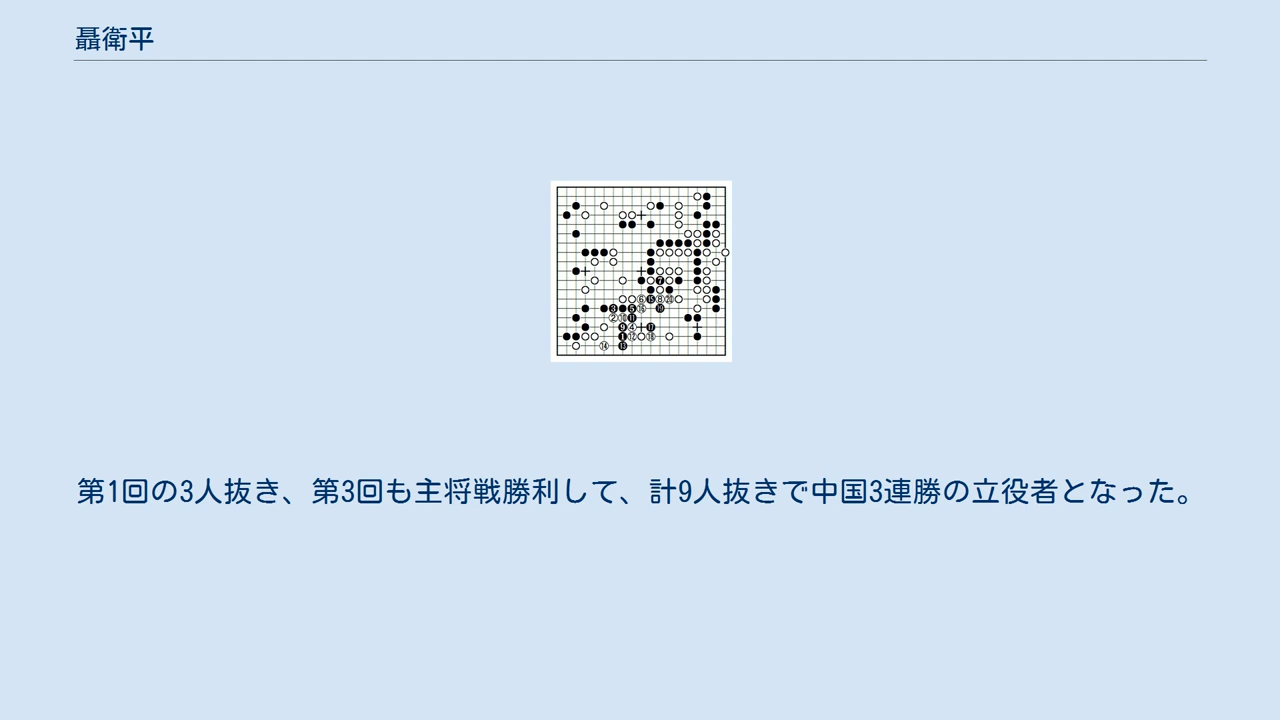 聶衛平
第1回の3人抜き、第3回も主将戦勝利して、計9人抜きで中国3連勝の立役者となった。